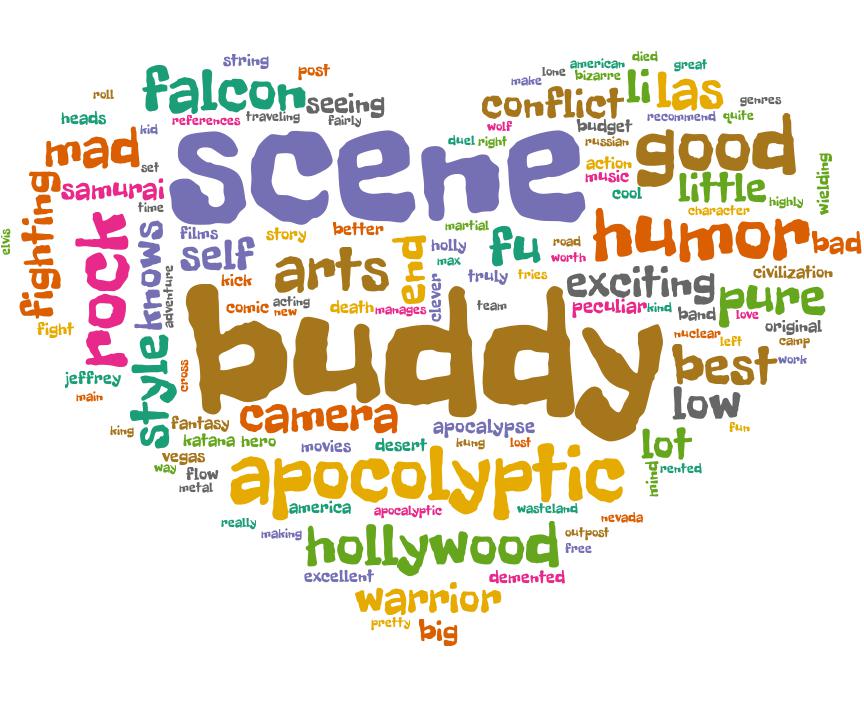 string
died
american
great
post
lone
bizarre
make
falcon
li
las
roll
seeing
conflict
genres
heads
references
traveling
fairly
recommend
quite
kid
wolf
budget
mad
scene
duel
right
russian
good
set
action
samurai
music
cool
little
wielding
time
character
highly
fighting
rock
knows
films
story
better
martial
humor
bad
elvis
self
arts
end
holly
fu
road
max
worth
clever
truly
tries
exciting
civilization
kick
adventure
comic
acting
new
death
manages
team
peculiar
kind
band
pure
love
original
fight
buddy
nuclear
left
camp
style
jeffrey
cross
best
work
main
low
king
fantasy
camera
apocalypse
fun
katana
hero
movies
desert
kung
lost
lot
vegas
way
flow
apocolyptic
mind
rented
metal
america
apocalyptic
wasteland
really
nevada
making
hollywood
outpost
free
excellent
demented
warrior
pretty
big